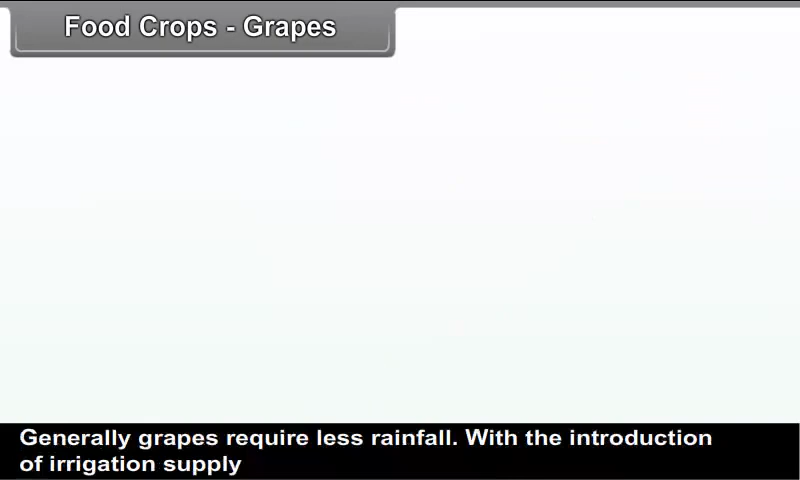 Food Crops - Grapes
Generally grapes require less rainfall. With the introduction
of irrigation supply